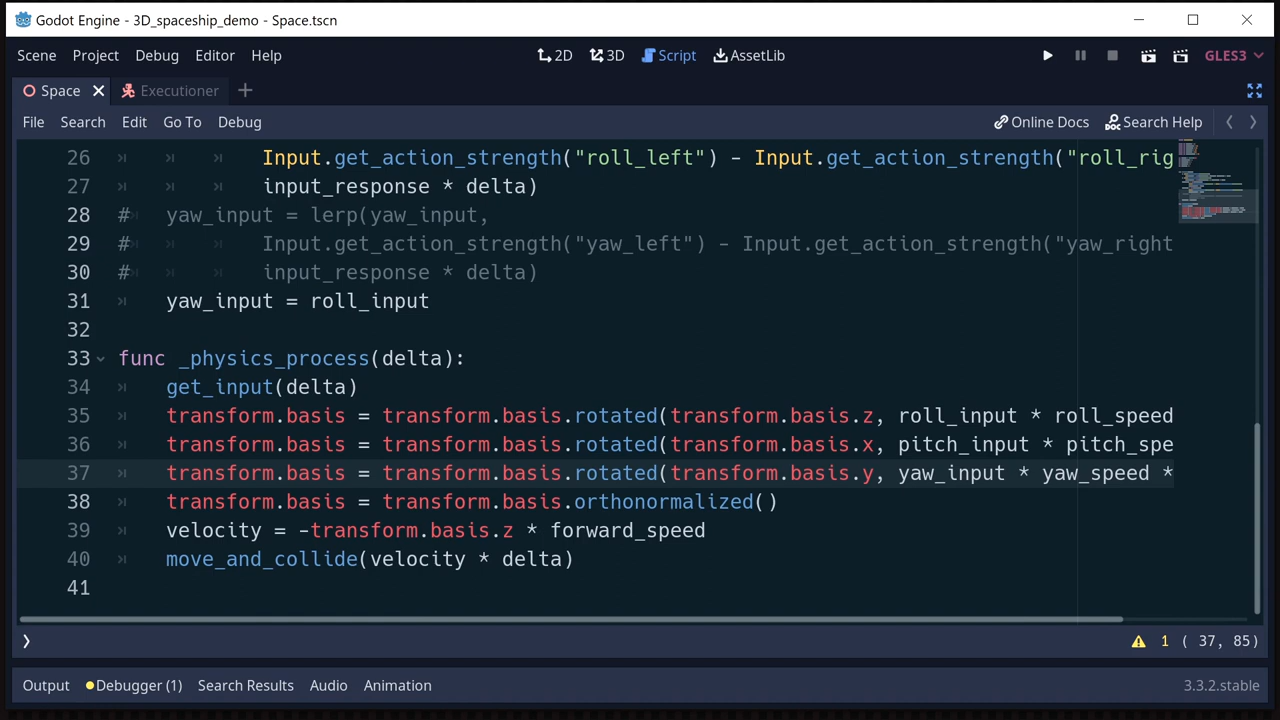 Godot Engine - 3D_spaceship_demo - Space.tscn
Scene Project Debug Editor Help 2D 3D Script AssetLib GLES3
Space Executioner
File Search Edit Go To Debug Online Docs Search Help
26 Input.get_action_strength("roll_left") - Input.get_action_strength("roll_rig
27 input_response * delta)
28 # yaw_input = lerp(yaw_input,
29 # Input.get_action_strength("yaw_left") - Input.get_action_strength("yaw_right
30 # input_response * delta)
31 yaw_input = roll_input
32
33 func _physics_process(delta):
34 get_input(delta)
35 transform.basis = transform.basis.rotated(transform.basis.z, roll_input * roll_speed
36 transform.basis = transform.basis.rotated(transform.basis.x, pitch_input * pitch_spe
37 transform.basis = transform.basis.rotated(transform.basis.y, yaw_input * yaw_speed *
38 transform.basis = transform.basis.orthonormalized()
39 velocity = -transform.basis.z * forward_speed
40 move_and_collide(velocity * delta)
41
1 ( 37, 85)
Output Debugger (1) Search Results Audio Animation 3.3.2.stable